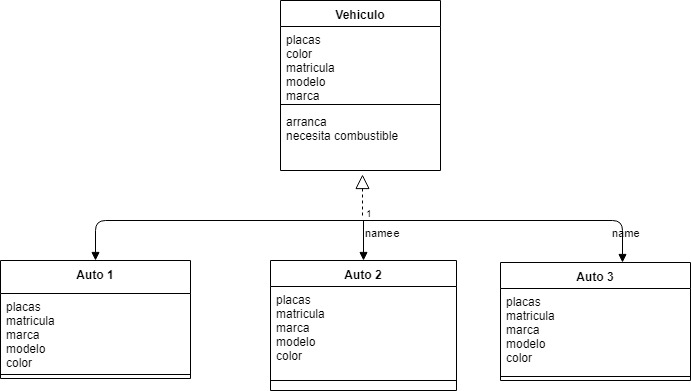 Vehiculo
placas
color
matricula
modelo
marca
arranca
necesita combustible
1
namee
name
Auto 1
placas
matricula
marca
modelo
color
Auto 2
placas
matricula
marca
modelo
color
Auto 3
placas
matricula
marca
modelo
color